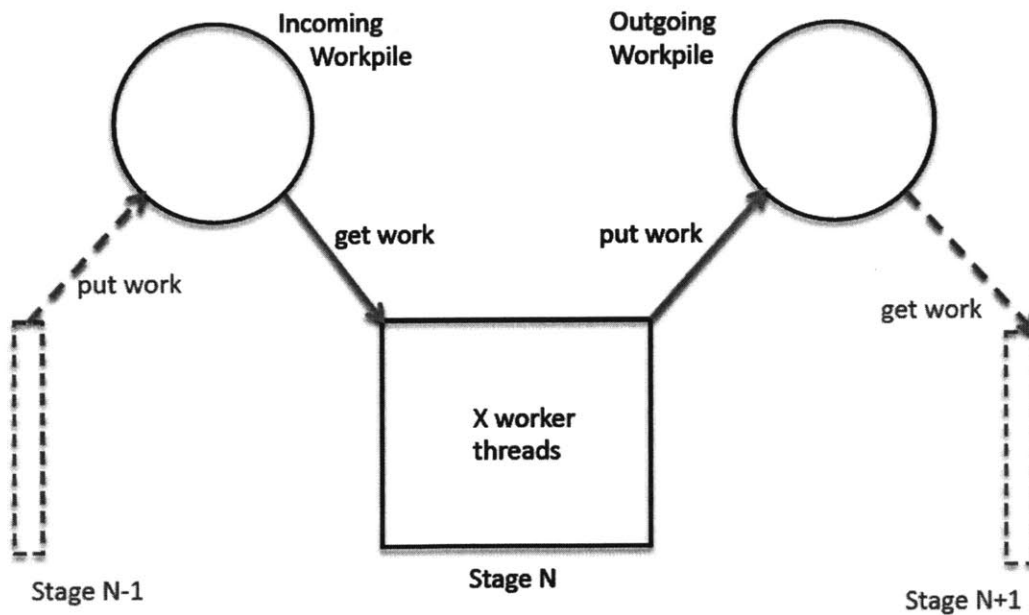 Incoming
Workpile
Outgoing
Workpile
get work
put work
put work
get work
X worker
threads
Stage N-1
Stage N
Stage N+1